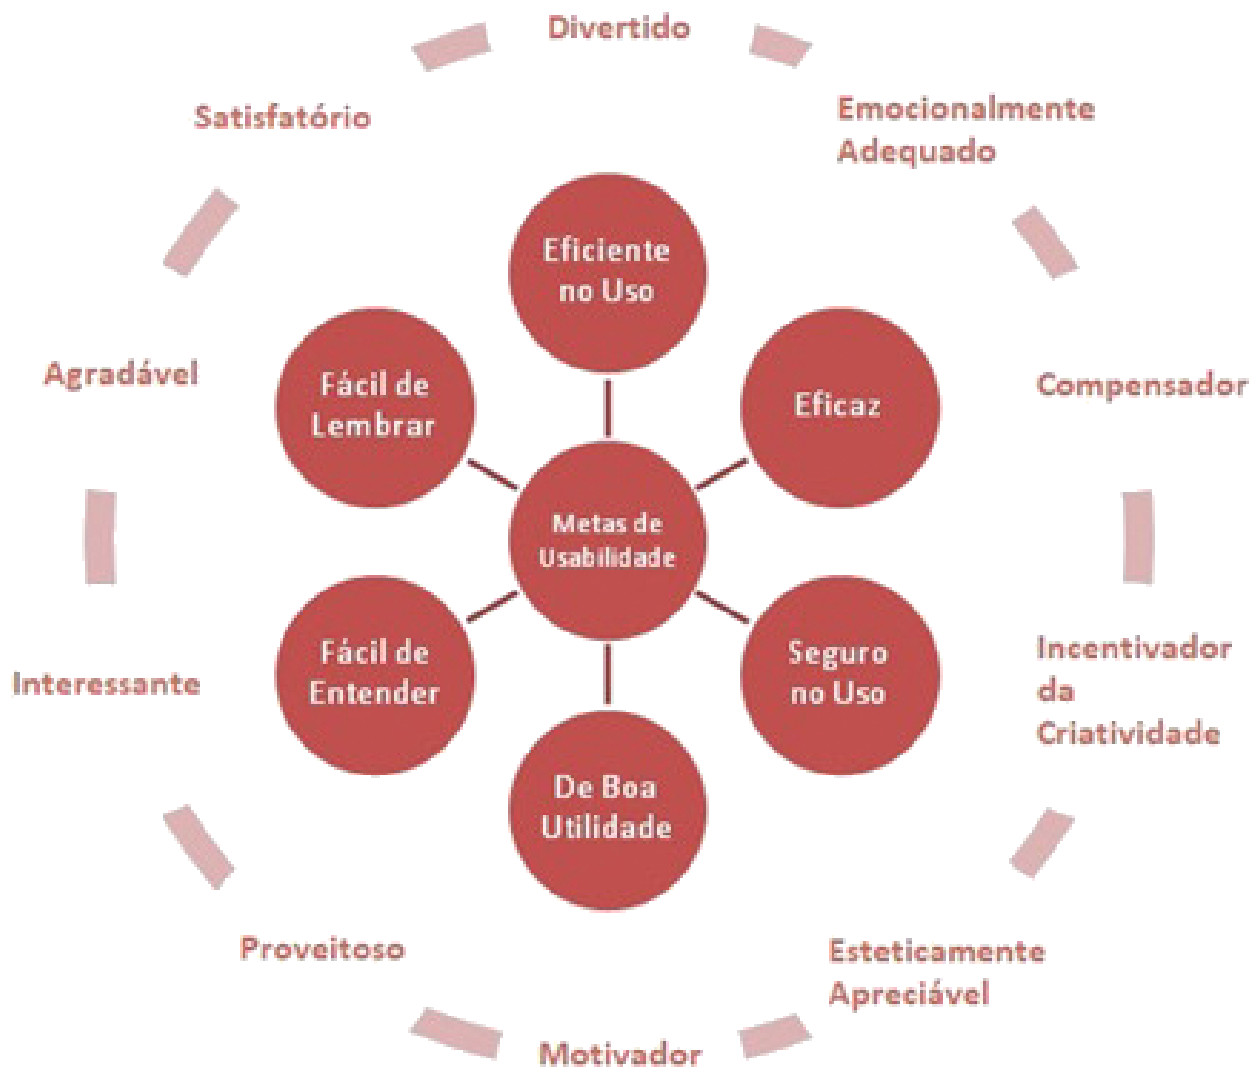 Divertido
Satisfatório
Emocionalmente
Adequado
Eficiente
no Uso
Agradável
Fácil de
Lembrar
Eficaz
Compensador
Metas de
Usabilidade
Interessante
Fácil de
Entender
Seguro
no Uso
Incentivador
da
Criatividade
De Boa
Utilidade
Proveitoso
Esteticamente
Apreciável
Motivador